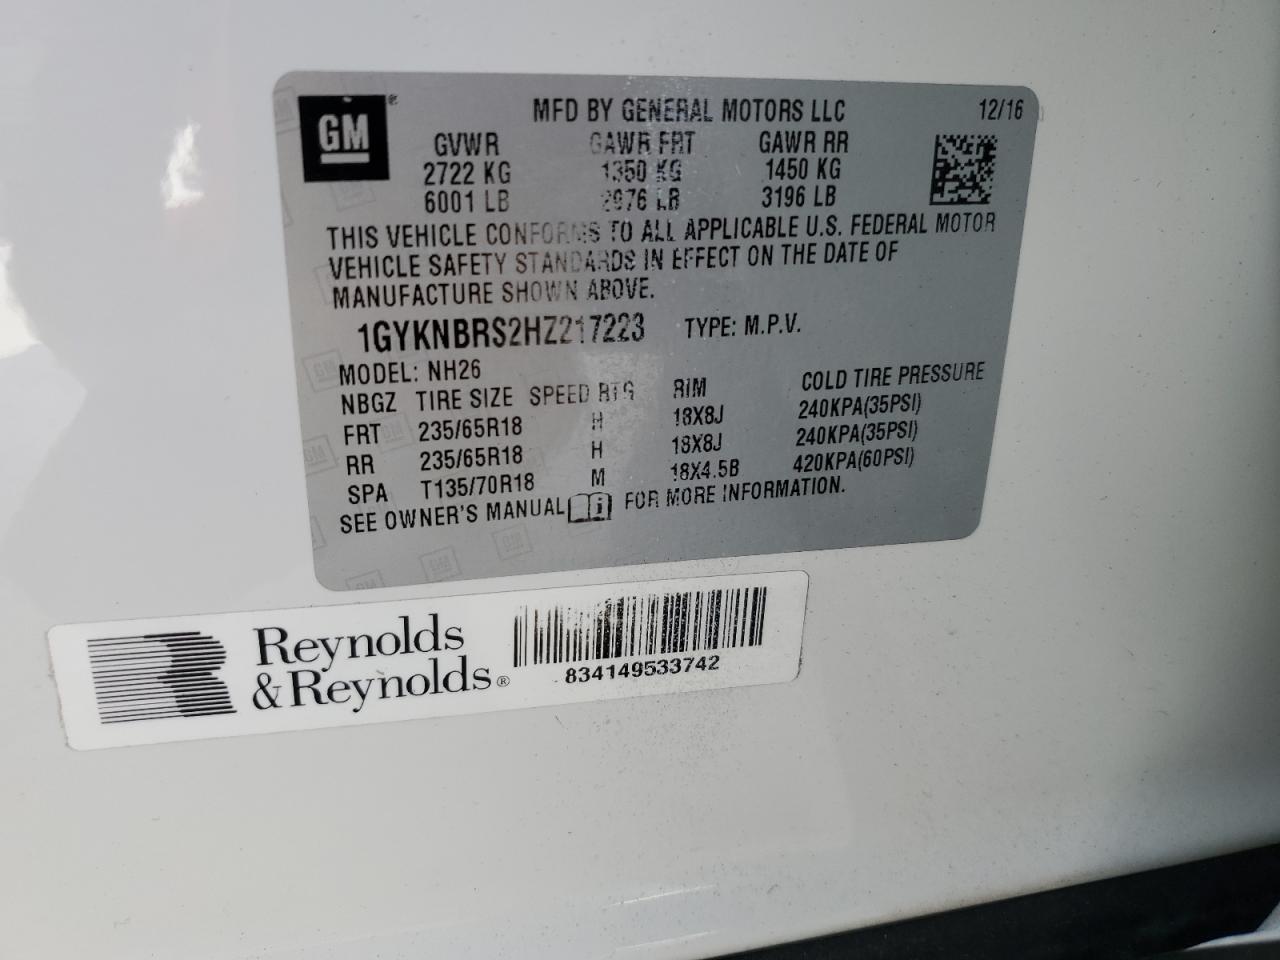 GM®
MFD BY GENERAL MOTORS LLC 12/16
GVWR GAWR FRT GAWR RR
2722 KG 1350 KG 1450 KG
6001 LB 2976 LB 3196 LB
THIS VEHICLE CONFORMS TO ALL APPLICABLE U.S. FEDERAL MOTOR
VEHICLE SAFETY STANDARDS IN EFFECT ON THE DATE OF
MANUFACTURE SHOWN ABOVE.
1GYKNBRS2HZ217223 TYPE: M.P.V.
MODEL: NH26
NBGZ TIRE SIZE SPEED RTG RIM COLD TIRE PRESSURE
FRT 235/65R18 H 18X8J 240KPA(35PSI)
RR 235/65R18 H 18X8J 240KPA(35PSI)
SPA T135/70R18 M 18X4.5B 420KPA(60PSI)
SEE OWNER'S MANUAL i FOR MORE INFORMATION.
Reynolds
&Reynolds®
834149533742